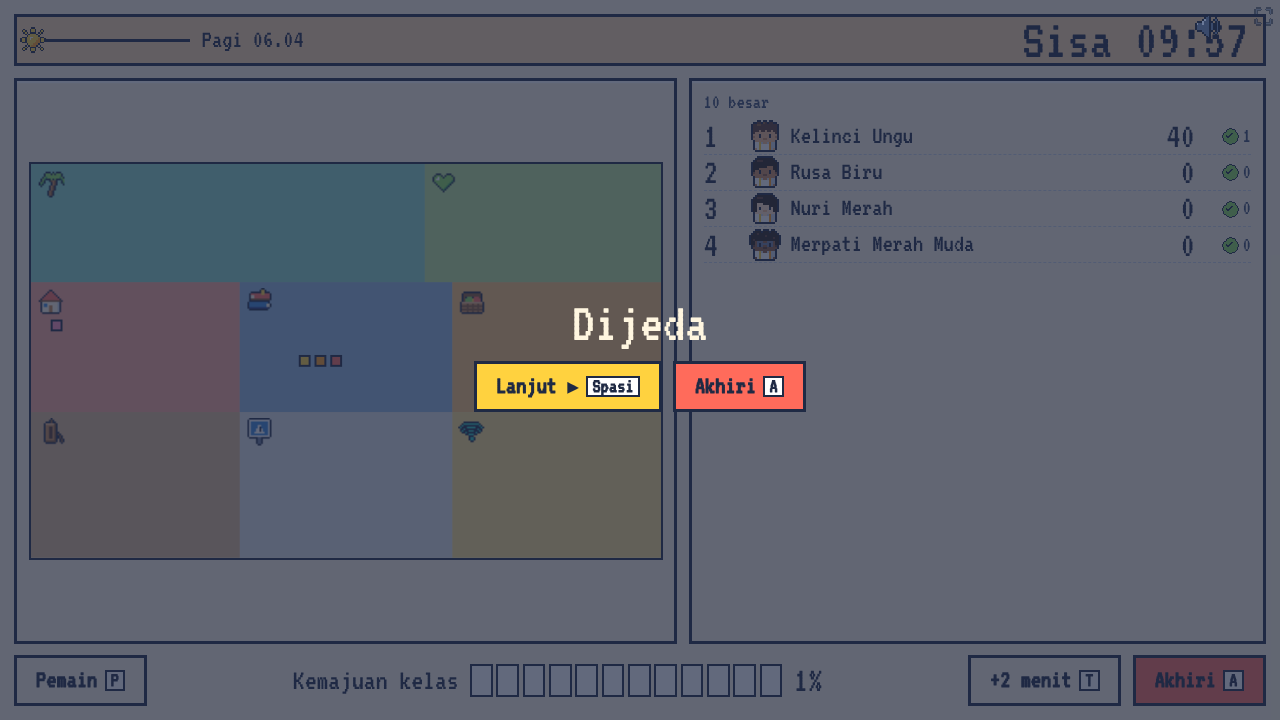 Pagi 06.04
Sisa 09:37
10 besar
1 Kelinci Ungu 40 1
2 Rusa Biru 0 0
3 Nuri Merah 0 0
4 Merpati Merah Muda 0 0
Dijeda
Lanjut ▶ Spasi
Akhiri A
Pemain P
Kemajuan kelas 1%
+2 menit T
Akhiri A